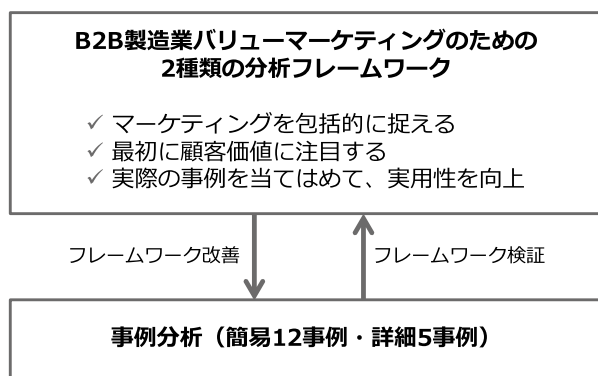 B2B製造業バリューマーケティングのための
2種類の分析フレームワーク
✓ マーケティングを包括的に捉える
✓ 最初に顧客価値に注目する
✓ 実際の事例を当てはめて、実用性を向上
フレームワーク改善
フレームワーク検証
事例分析（簡易12事例・詳細5事例）